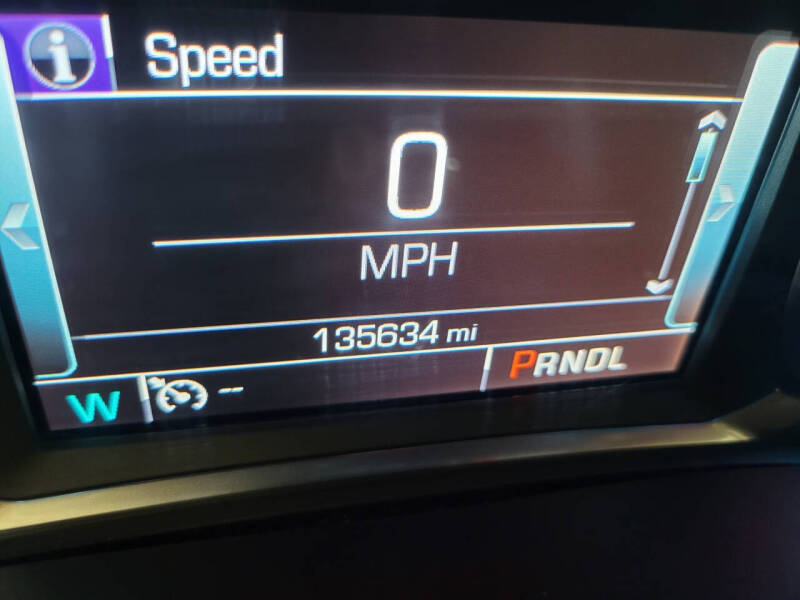 i Speed
0
MPH
135634 mi
W -- PRNDL